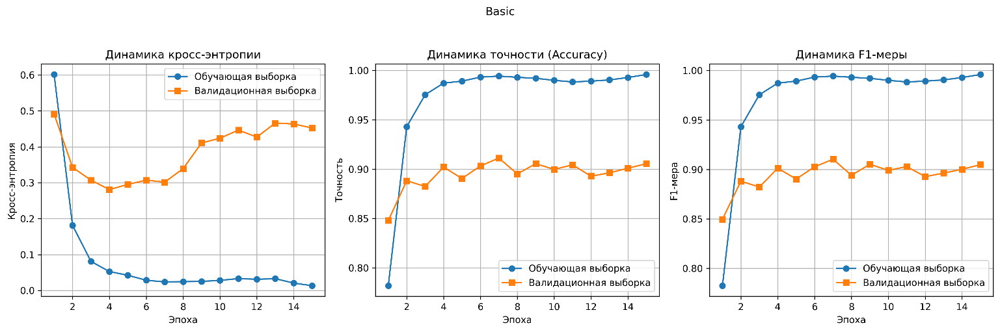 Basic
Динамика кросс-энтропии
Кросс-энтропия
0.6
0.5
0.4
0.3
0.2
0.1
0.0
Обучающая выборка
Валидационная выборка
2 4 6 8 10 12 14
Эпоха
Динамика точности (Accuracy)
Точность
1.00
0.95
0.90
0.85
0.80
Обучающая выборка
Валидационная выборка
2 4 6 8 10 12 14
Эпоха
Динамика F1-меры
F1-мера
1.00
0.95
0.90
0.85
0.80
Обучающая выборка
Валидационная выборка
2 4 6 8 10 12 14
Эпоха